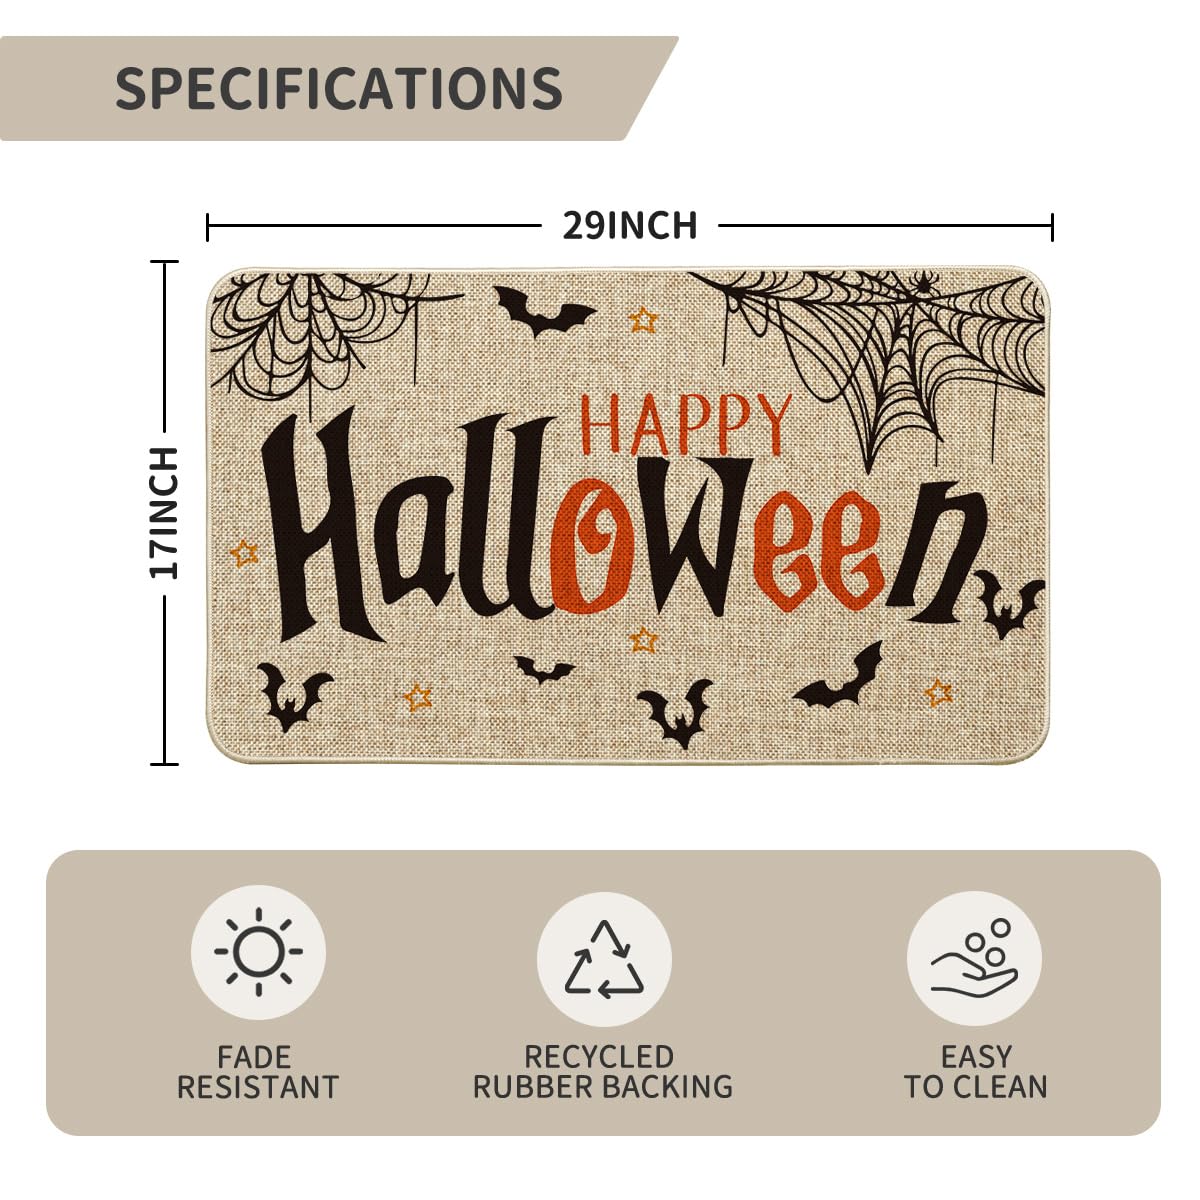 SPECIFICATIONS
29INCH
17INCH
HAPPY
Halloween
FADE
RESISTANT
RECYCLED
RUBBER BACKING
EASY
TO CLEAN